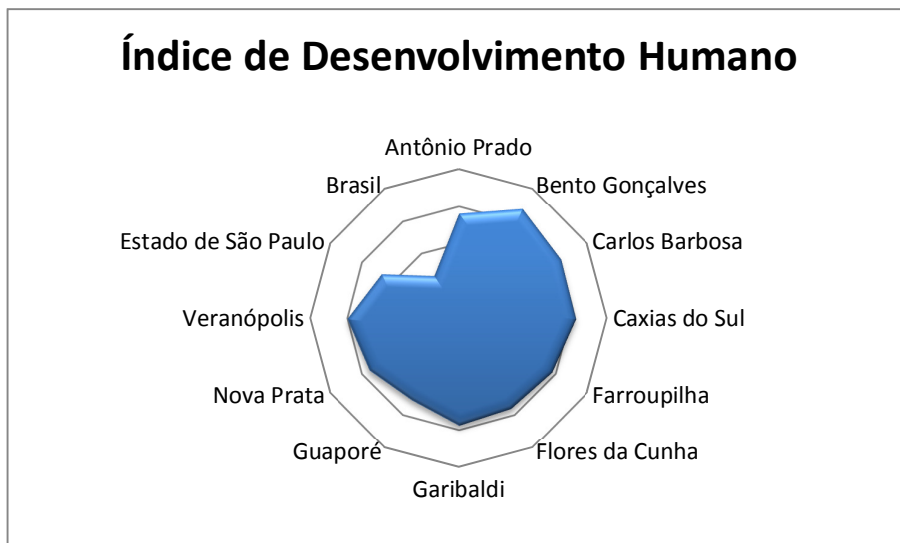 Índice de Desenvolvimento Humano
Antônio Prado
Bento Gonçalves
Carlos Barbosa
Caxias do Sul
Farroupilha
Flores da Cunha
Garibaldi
Guaporé
Nova Prata
Veranópolis
Estado de São Paulo
Brasil